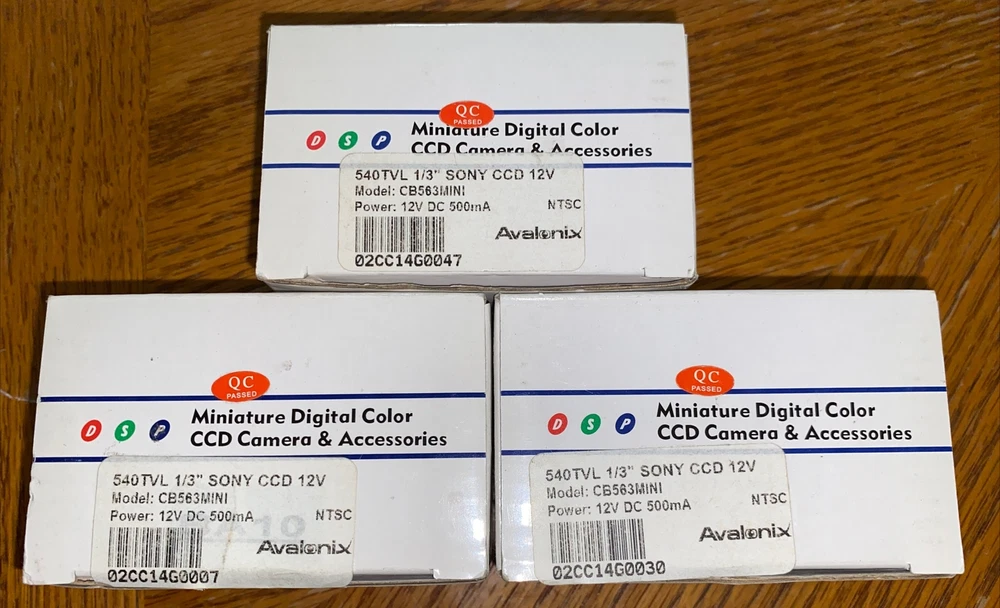 QC
PASSED
D S P
Miniature Digital Color
CCD Camera & Accessories
540TVL 1/3" SONY CCD 12V
Model: CB563MINI
Power: 12V DC 500mA NTSC
Avalonix
02CC14G0047
QC
PASSED
D S P
Miniature Digital Color
CCD Camera & Accessories
540TVL 1/3" SONY CCD 12V
Model: CB563MINI
Power: 12V DC 500mA NTSC
Avalonix
02CC14G0007
QC
PASSED
D S P
Miniature Digital Color
CCD Camera & Accessories
540TVL 1/3" SONY CCD 12V
Model: CB563MINI
Power: 12V DC 500mA NTSC
Avalonix
02CC14G0030